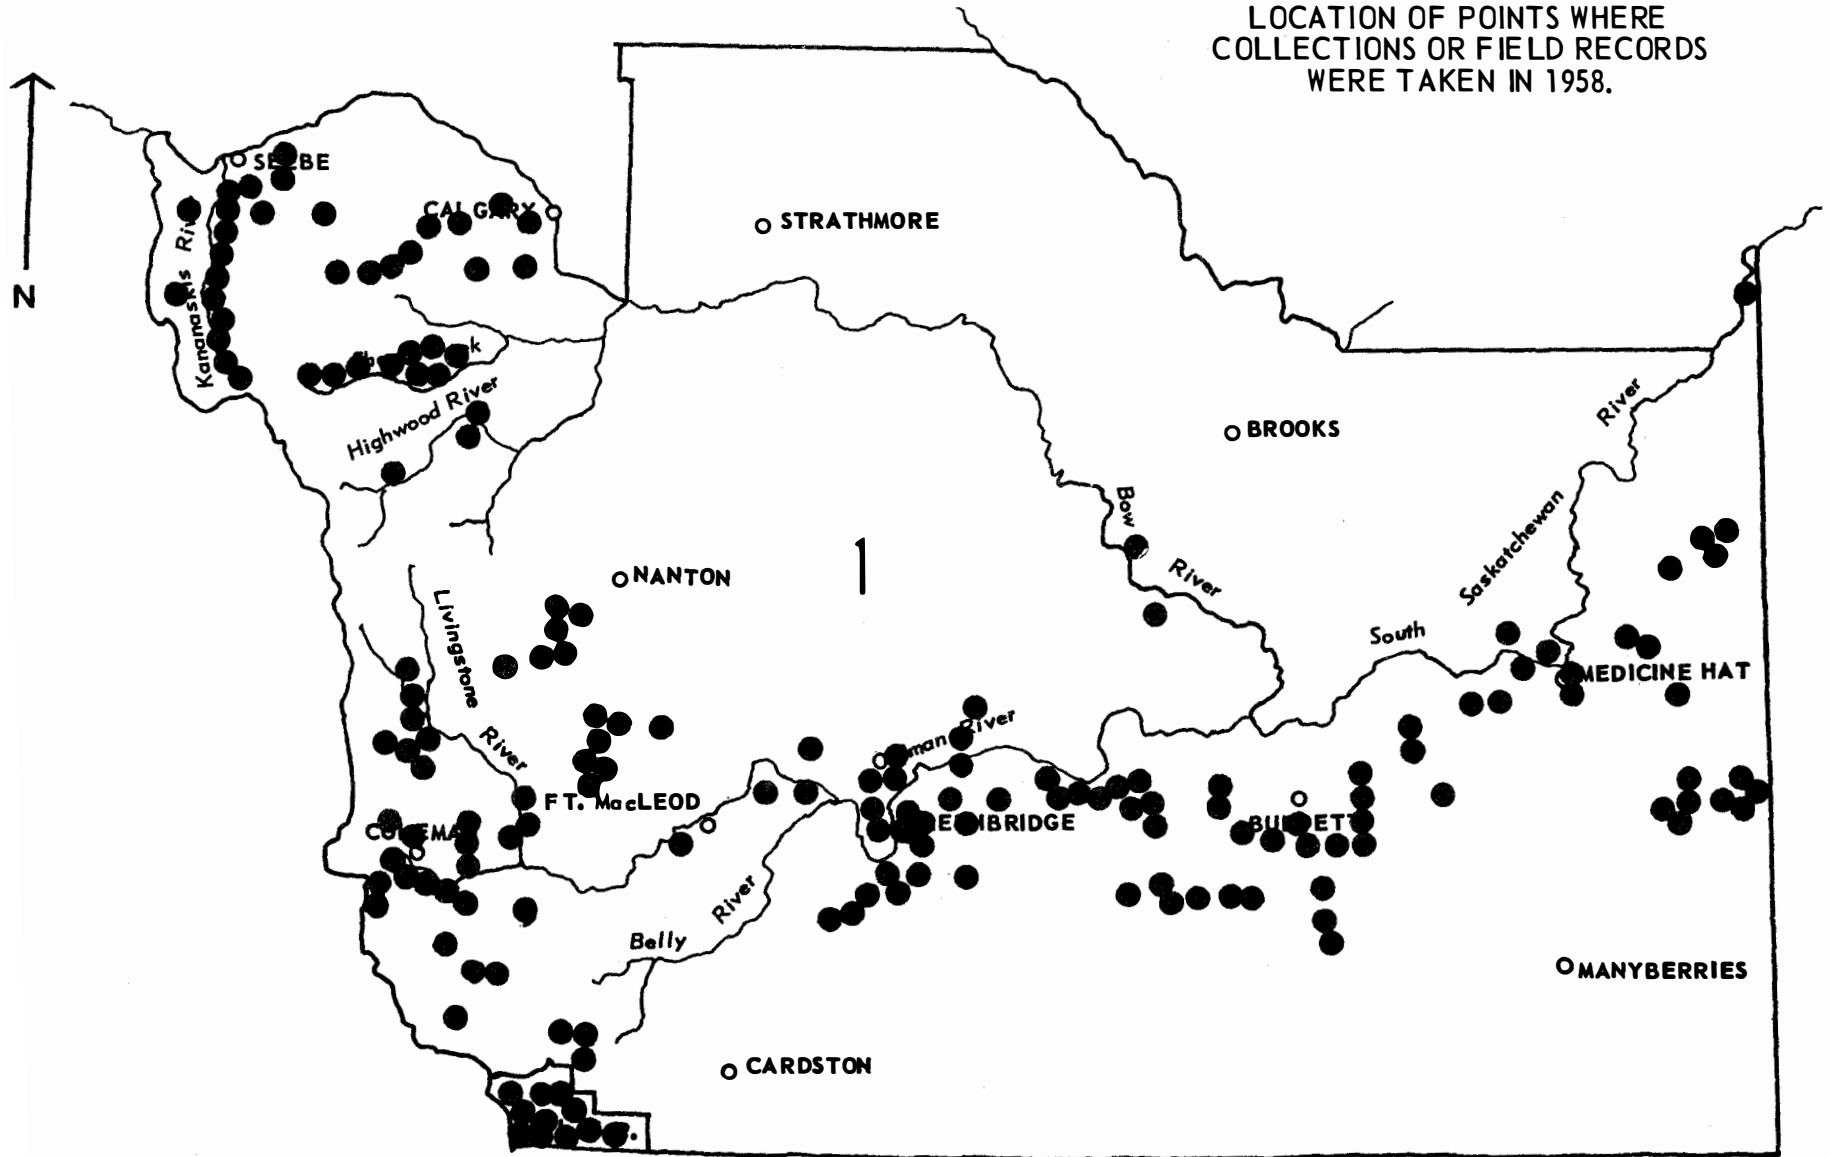 LOCATION OF POINTS WHERE
COLLECTIONS OR FIELD RECORDS
WERE TAKEN IN 1958.
N
STRATHMORE
Kananaskis
Highwood River
BROOKS
River
Saskatchewan
South
Bow
River
1
NANTON
Livingstone
River
MEDICINE HAT
River
FT. MacLEOD
Belly
River
MANYBERRIES
CARDSTON
CALGARY